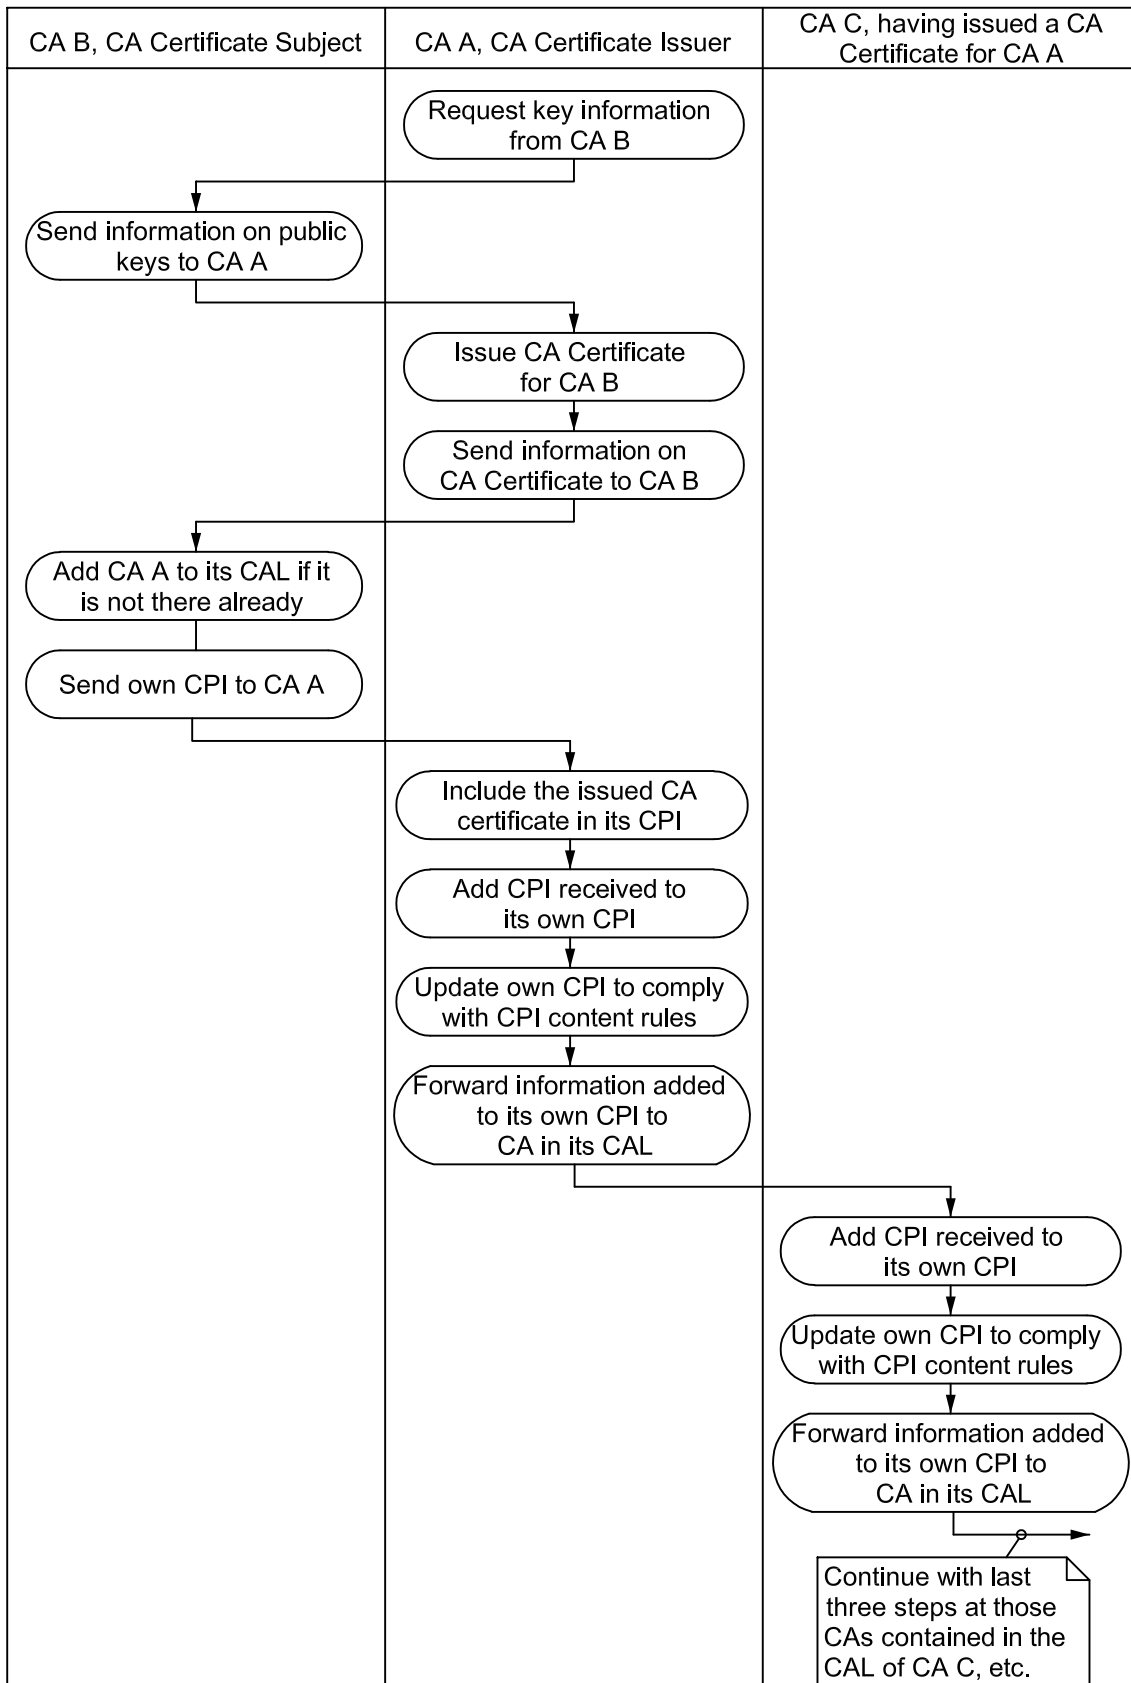 CA B, CA Certificate Subject
CA A, CA Certificate Issuer
CA C, having issued a CA
Certificate for CA A
Request key information
from CA B
Send information on public
keys to CA A
Issue CA Certificate
for CA B
Send information on
CA Certificate to CA B
Add CA A to its CAL if it
is not there already
Send own CPI to CA A
Include the issued CA
certificate in its CPI
Add CPI received to
its own CPI
Update own CPI to comply
with CPI content rules
Forward information added
to its own CPI to
CA in its CAL
Add CPI received to
its own CPI
Update own CPI to comply
with CPI content rules
Forward information added
to its own CPI to
CA in its CAL
Continue with last
three steps at those
CAs contained in the
CAL of CA C, etc.